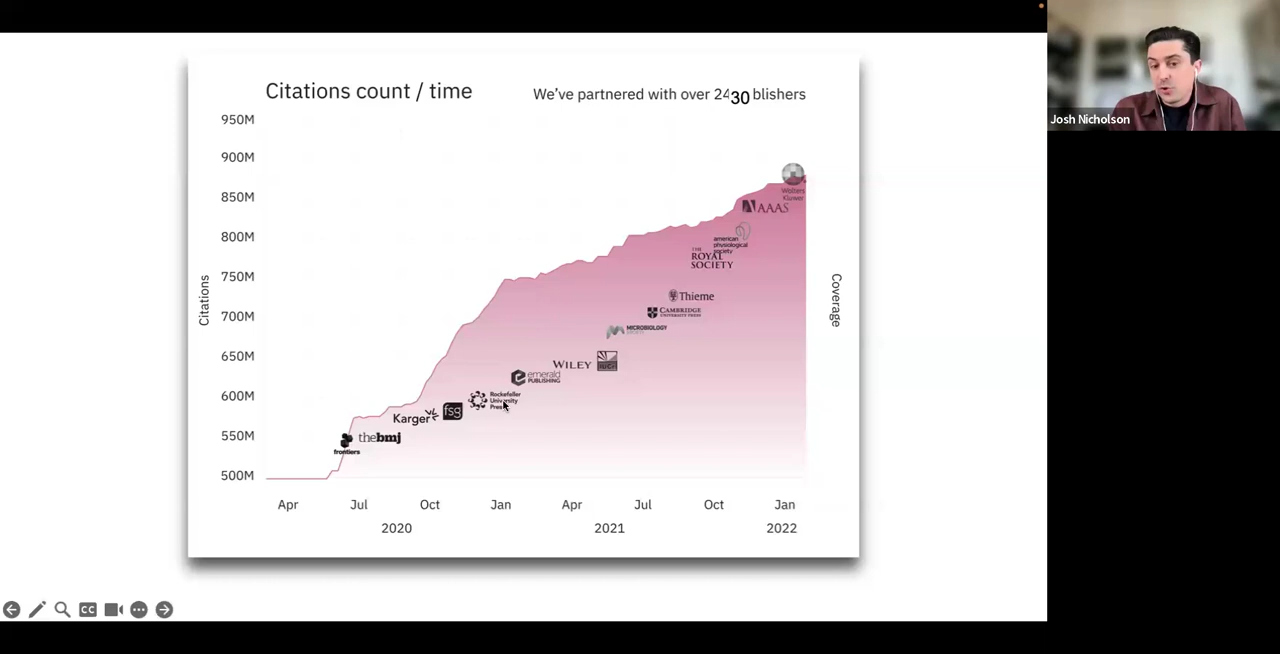 Citations count / time
We've partnered with over 2430 blishers
950M
900M
850M
800M
750M
700M
650M
600M
550M
500M
Citations
Coverage
Wolters
Kluwer
AAAS
american
physiological
society
THE
ROYAL
SOCIETY
Thieme
CAMBRIDGE
UNIVERSITY PRESS
MICROBIOLOGY
WILEY
emerald
PUBLISHING
Rockefeller
University
Press
Karger
fsg
thebmj
frontiers
Apr
Jul
Oct
Jan
Apr
Jul
Oct
Jan
2020
2021
2022
CC
Josh Nicholson